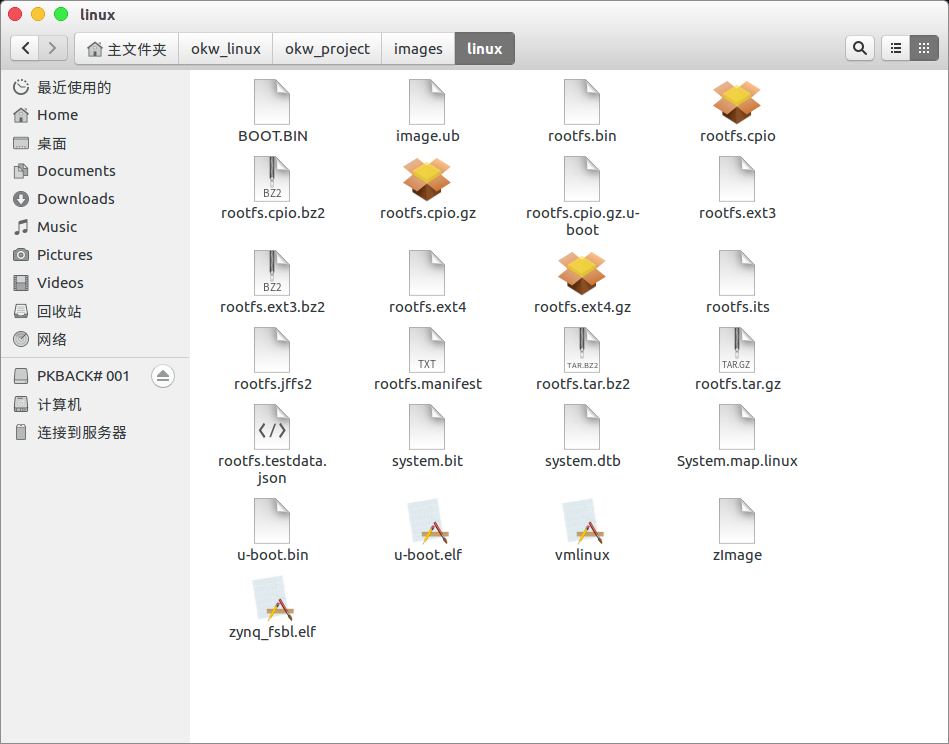 linux
主文件夹
okw_linux
okw_project
images
linux
最近使用的
Home
桌面
Documents
Downloads
Music
Pictures
Videos
回收站
网络
PKBACK# 001
计算机
连接到服务器
BOOT.BIN
image.ub
rootfs.bin
rootfs.cpio
BZ2
rootfs.cpio.bz2
rootfs.cpio.gz
rootfs.cpio.gz.u-
boot
rootfs.ext3
BZ2
rootfs.ext3.bz2
rootfs.ext4
rootfs.ext4.gz
rootfs.its
rootfs.jffs2
TXT
rootfs.manifest
TAR.BZ2
rootfs.tar.bz2
TAR.GZ
rootfs.tar.gz
</>
rootfs.testdata.
json
system.bit
system.dtb
System.map.linux
u-boot.bin
u-boot.elf
vmlinux
zImage
zynq_fsbl.elf